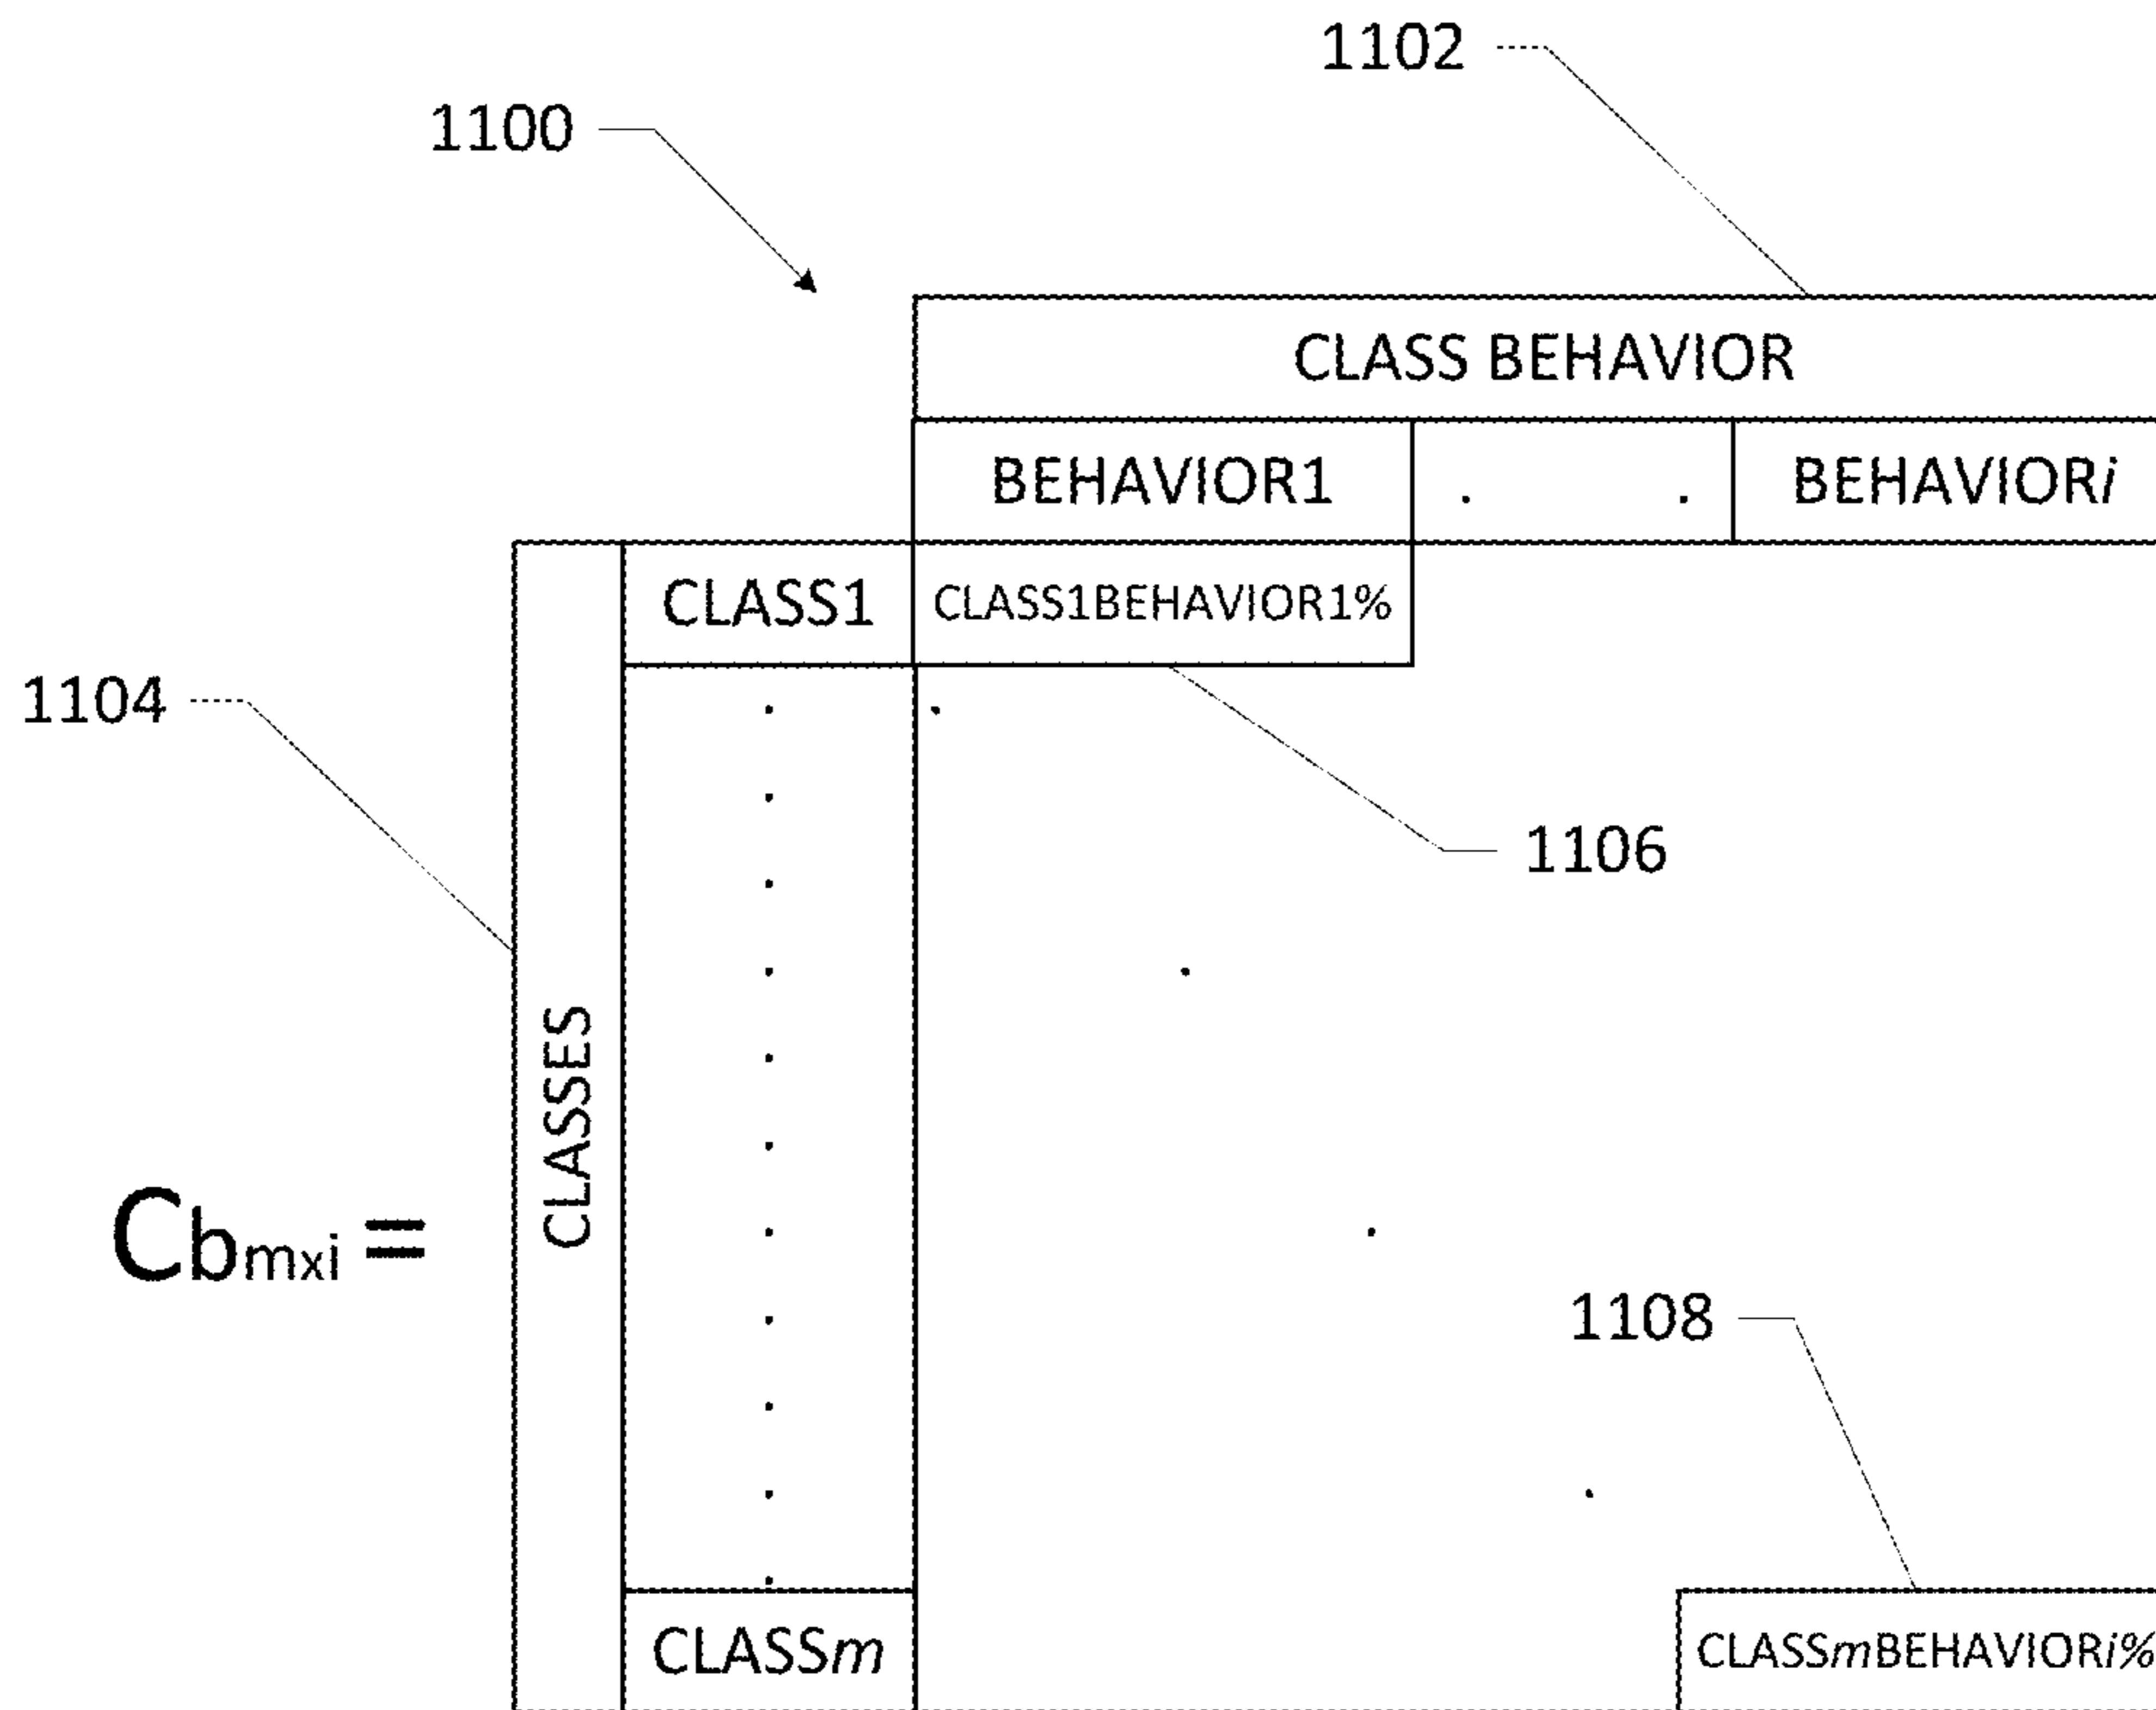 1102
1100
CLASS BEHAVIOR
BEHAVIOR1 . . BEHAVIORi
CLASS1 CLASS1BEHAVIOR1%
1104
1106
CLASSES
Cbmxi =
1108
CLASSm CLASSmBEHAVIORi%